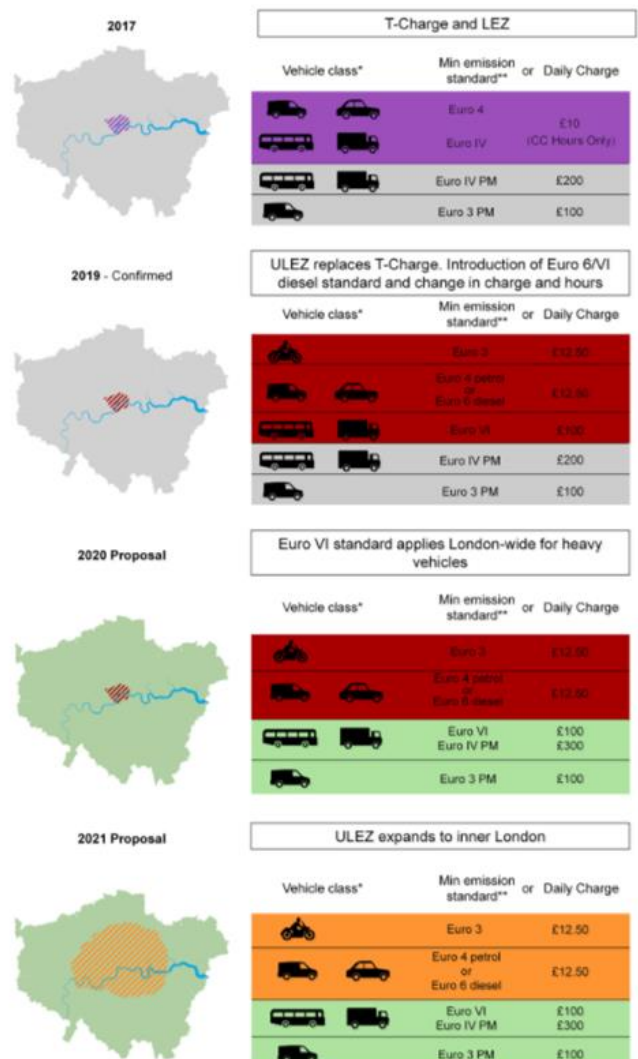 2017
T-Charge and LEZ
Vehicle class*
Min emission
standard**
or
Daily Charge
Euro 4
£10
(CC Hours Only)
Euro IV
Euro IV PM
£200
Euro 3 PM
£100
2019 - Confirmed
ULEZ replaces T-Charge. Introduction of Euro 6/VI
diesel standard and change in charge and hours
Vehicle class*
Min emission
standard**
or
Daily Charge
Euro 3
£12.50
Euro 4 petrol
or
Euro 6 diesel
£12.50
Euro VI
£100
Euro IV PM
£200
Euro 3 PM
£100
2020 Proposal
Euro VI standard applies London-wide for heavy
vehicles
Vehicle class*
Min emission
standard**
or
Daily Charge
Euro 3
£12.50
Euro 4 petrol
or
Euro 6 diesel
£12.50
Euro VI
£100
Euro IV PM
£300
Euro 3 PM
£100
2021 Proposal
ULEZ expands to inner London
Vehicle class*
Min emission
standard**
or
Daily Charge
Euro 3
£12.50
Euro 4 petrol
or
Euro 6 diesel
£12.50
Euro VI
£100
Euro IV PM
£300
Euro 3 PM
£100